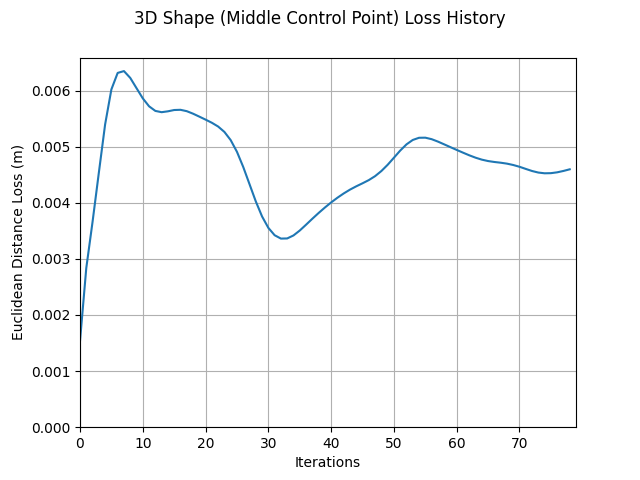 3D Shape (Middle Control Point) Loss History
Euclidean Distance Loss (m)
0.006
0.005
0.004
0.003
0.002
0.001
0.000
0 10 20 30 40 50 60 70
Iterations